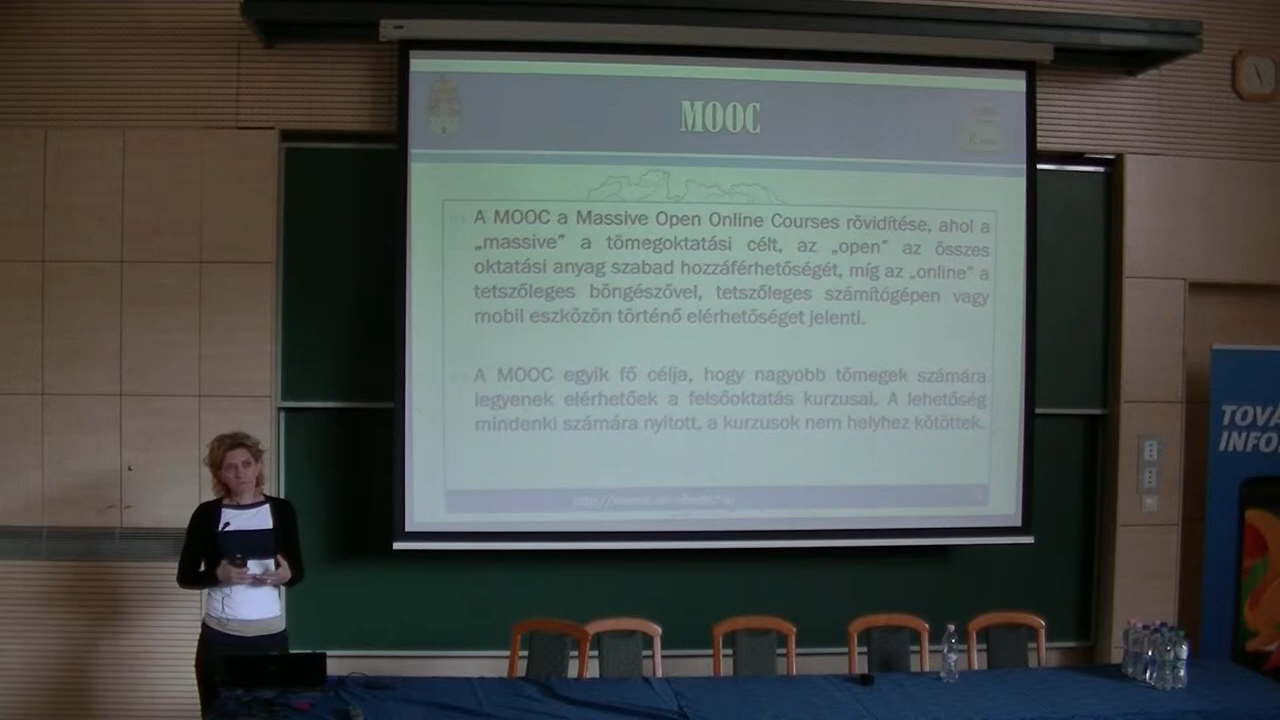 MOOC
A MOOC a Massive Open Online Courses rövidítése, ahol a
„massive” a tömegoktatási célt, az „open” az összes
oktatási anyag szabad hozzáférhetőségét, míg az „online” a
tetszőleges böngészővel, tetszőleges számítógépen vagy
mobil eszközön történő elérhetőséget jelenti.
A MOOC egyik fő célja, hogy nagyobb tömegek számára
legyenek elérhetőek a felsőoktatás kurzusai. A lehetőség
mindenki számára nyitott, a kurzusok nem helyhez kötöttek.
TOVÁ
INFO